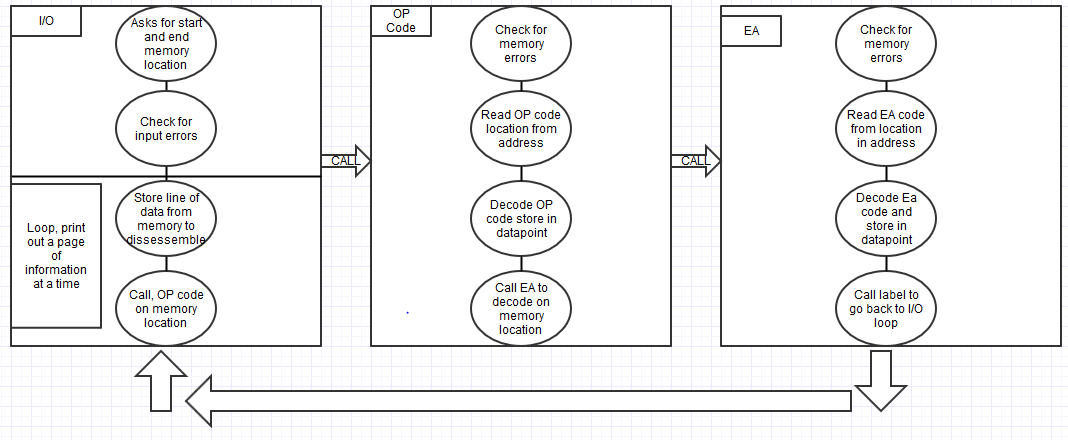 I/O
Asks for start
and end
memory
location
Check for
input errors
Loop, print
out a page
of
information
at a time
Store line of
data from
memory to
dissessemble
Call, OP code
on memory
location
CALL
OP
Code
Check for
memory
errors
Read OP code
location from
address
Decode OP
code store in
datapoint
Call EA to
decode on
memory
location
CALL
EA
Check for
memory
errors
Read EA code
from location
in address
Decode Ea
code and
store in
datapoint
Call label to
go back to I/O
loop